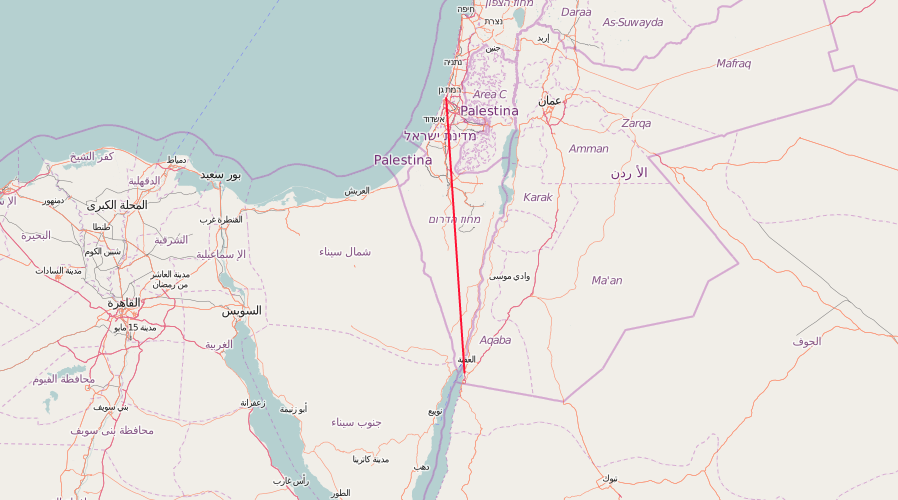 מחוז הצפון
חיפה
Daraa
As-Suwayda
נצרת
إربد
جنين
נתניה
Mafraq
רמת גן
Area C
عمان
Palestina
אשדוד
Zarqa
מדינת ישראל
Amman
Palestina
كفر الشيخ
دمياط
الأردن
بور سعيد
الدقهلية
العريش
Karak
دمنهور
المحلة الكبرى
القنطرة غرب
מחוז הדרום
طنطا
البحيرة
الشرقية
شبين الكوم
الإسماعيلية
شمال سيناء
مدينة السادات
مدينة العاشر
من رمضان
وادي موسى
Ma'an
القاهرة
السويس
مدينة 15 مايو
الغربية
Aqaba
الجوف
العقبة
محافظة الفيوم
بني سويف
زعفرانة
أبو زنيمة
نويبع
جنوب سيناء
محافظة بنى سويف
مدينة كاترينا
دهب
رأس غارب
تبوك
الطور